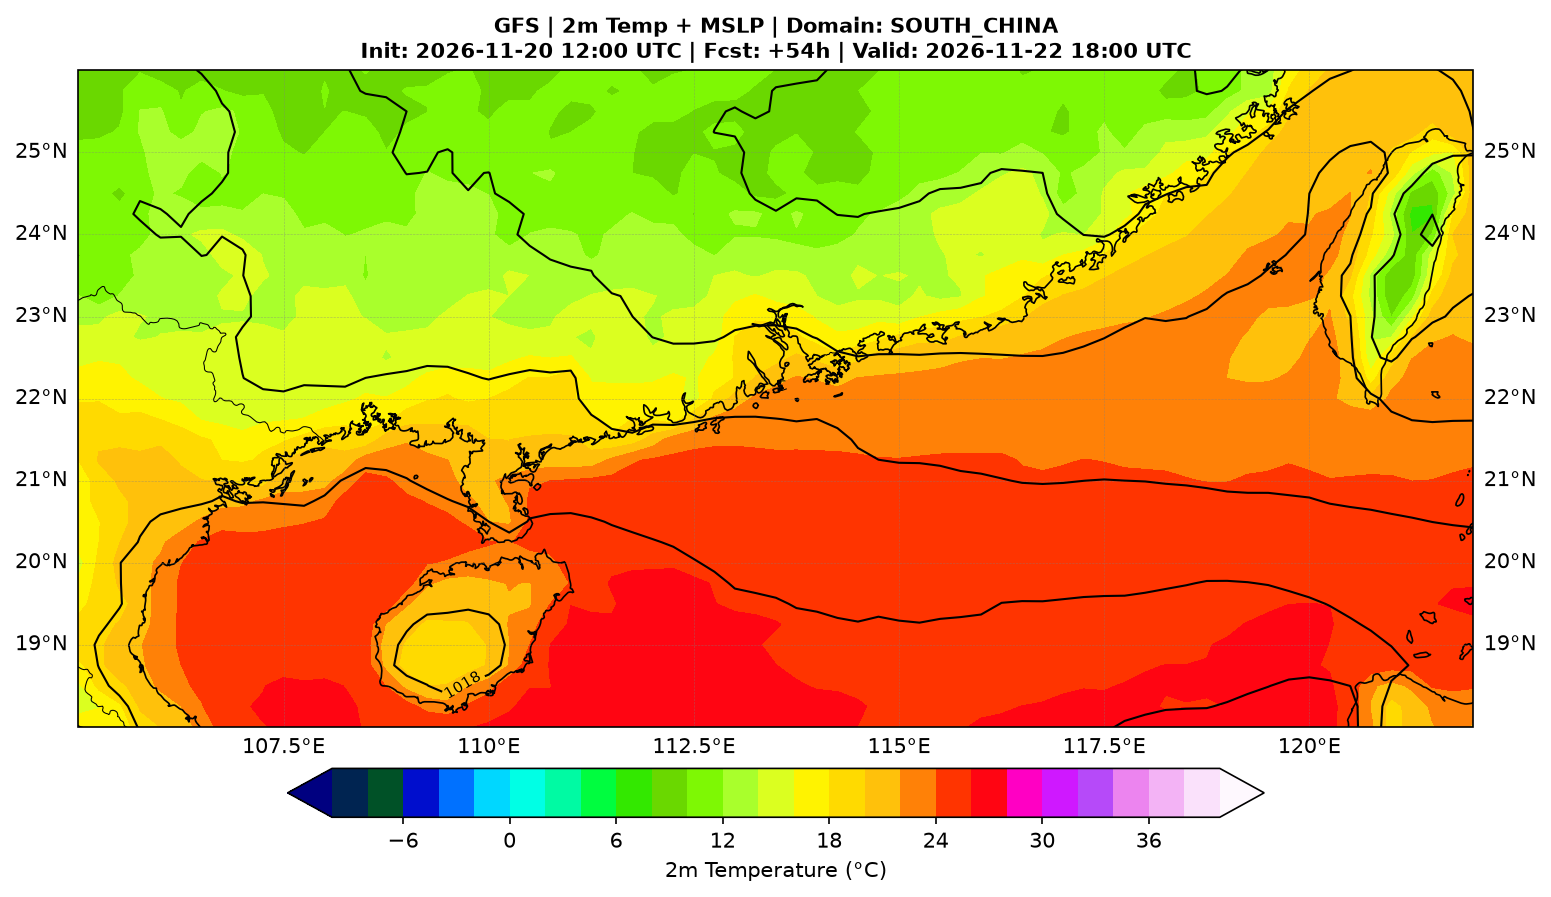 GFS | 2m Temp + MSLP | Domain: SOUTH_CHINA
Init: 2026-11-20 12:00 UTC | Fcst: +54h | Valid: 2026-11-22 18:00 UTC
25°N 25°N
24°N 24°N
23°N 23°N
22°N 22°N
21°N 21°N
20°N 20°N
19°N 19°N
1018
107.5°E 110°E 112.5°E 115°E 117.5°E 120°E
−6 0 6 12 18 24 30 36
2m Temperature (°C)